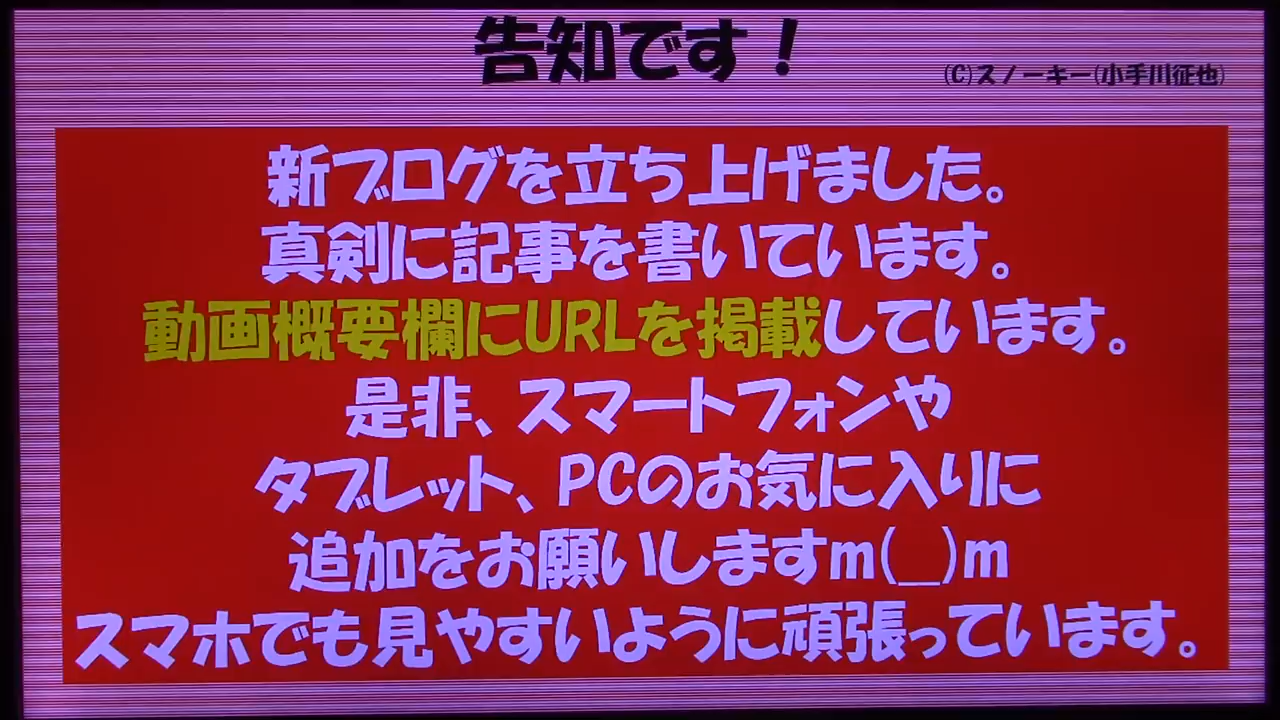 告知です！
(C)スノーキー(小手川征也)
新ブログを立ち上げました。
真剣に記事を書いています。
動画概要欄にURLを掲載しています。
是非、スマートフォンや
タブレット、PCのお気に入りに
追加をお願いしますm(_)m
スマホでも見やすいように頑張っています。